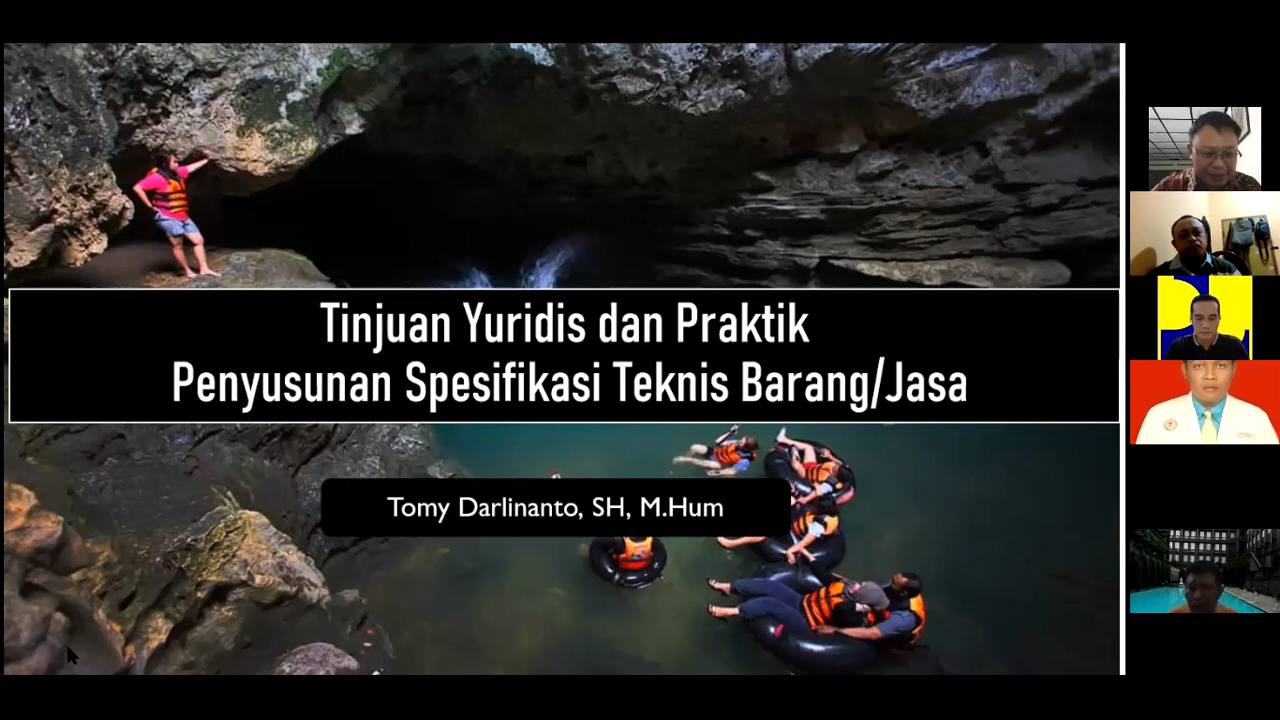 Tinjuan Yuridis dan Praktik
Penyusunan Spesifikasi Teknis Barang/Jasa
Tomy Darlinanto, SH, M.Hum